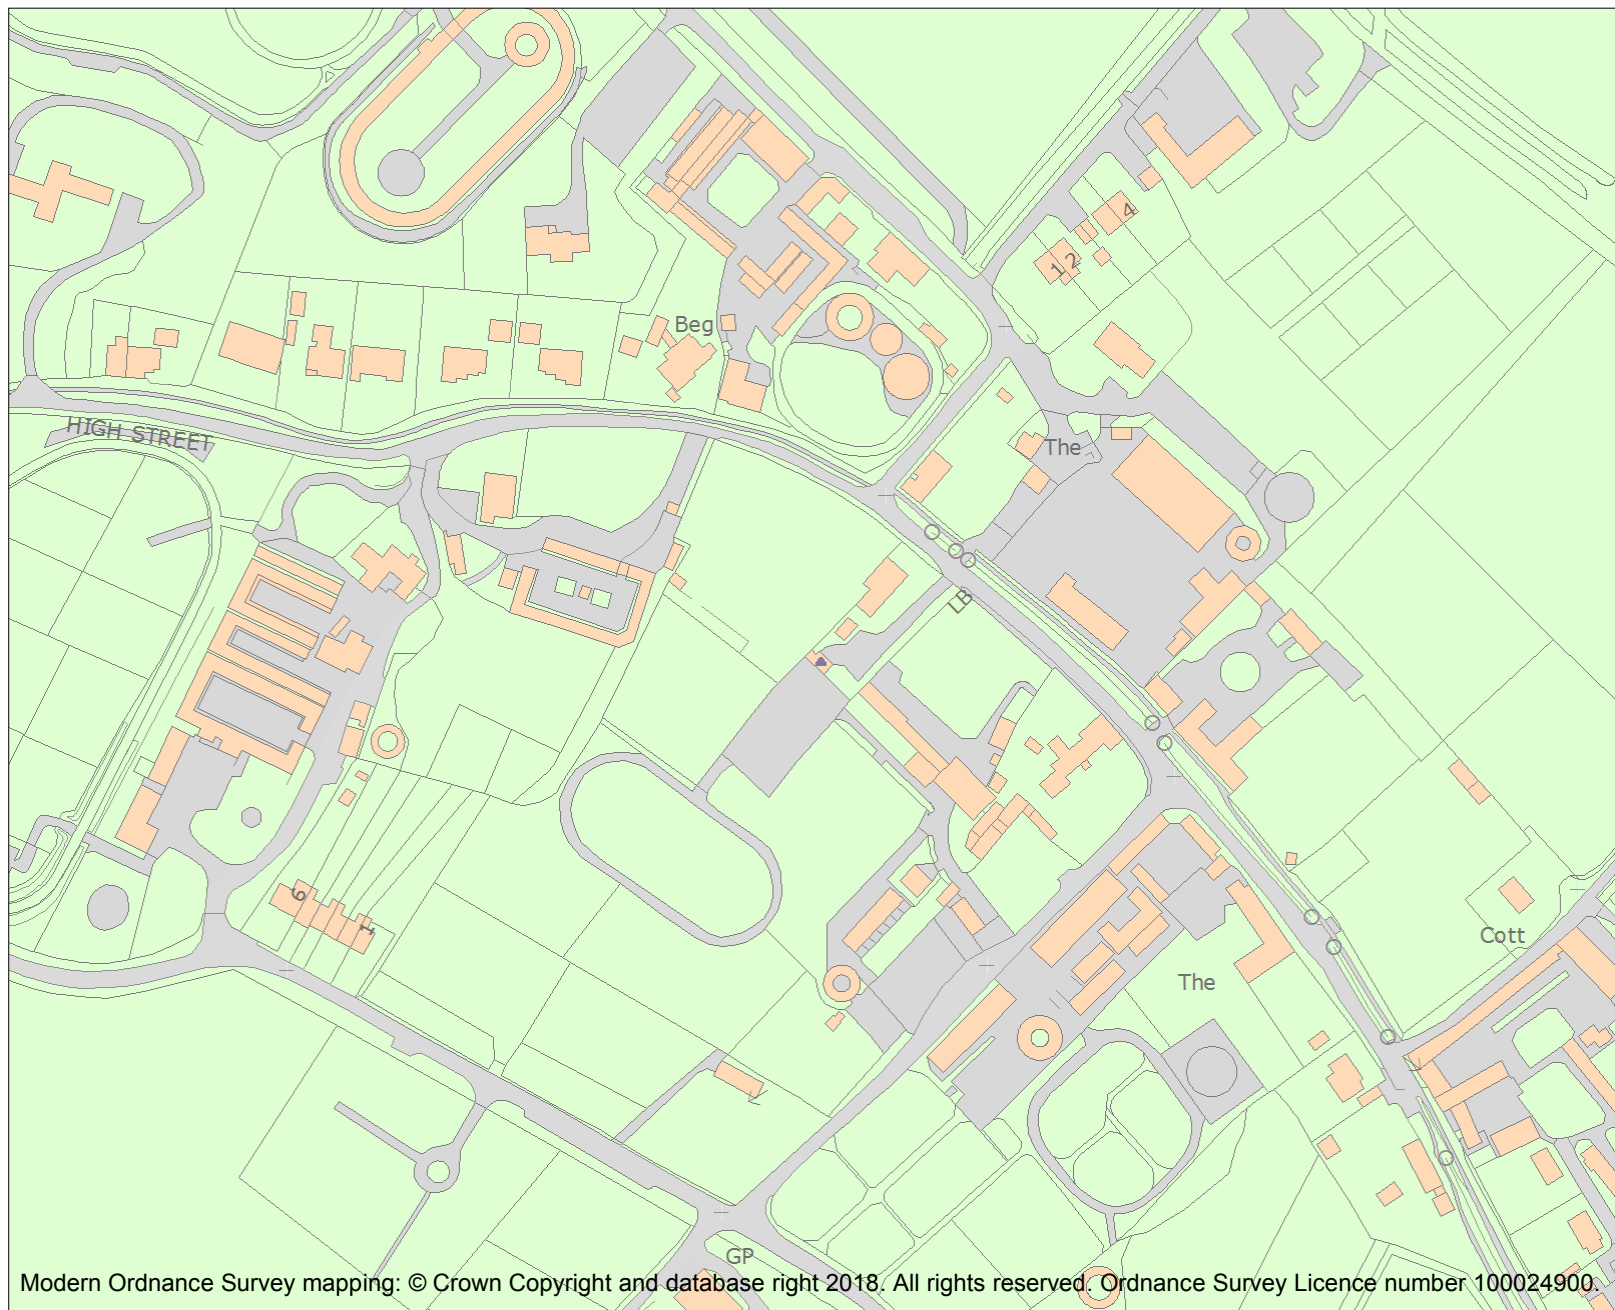 4
1 2
Beg
HIGH STREET
The
LB
6
1
Cott
The
GP
Modern Ordnance Survey mapping: © Crown Copyright and database right 2018. All rights reserved. Ordnance Survey Licence number 100024900.